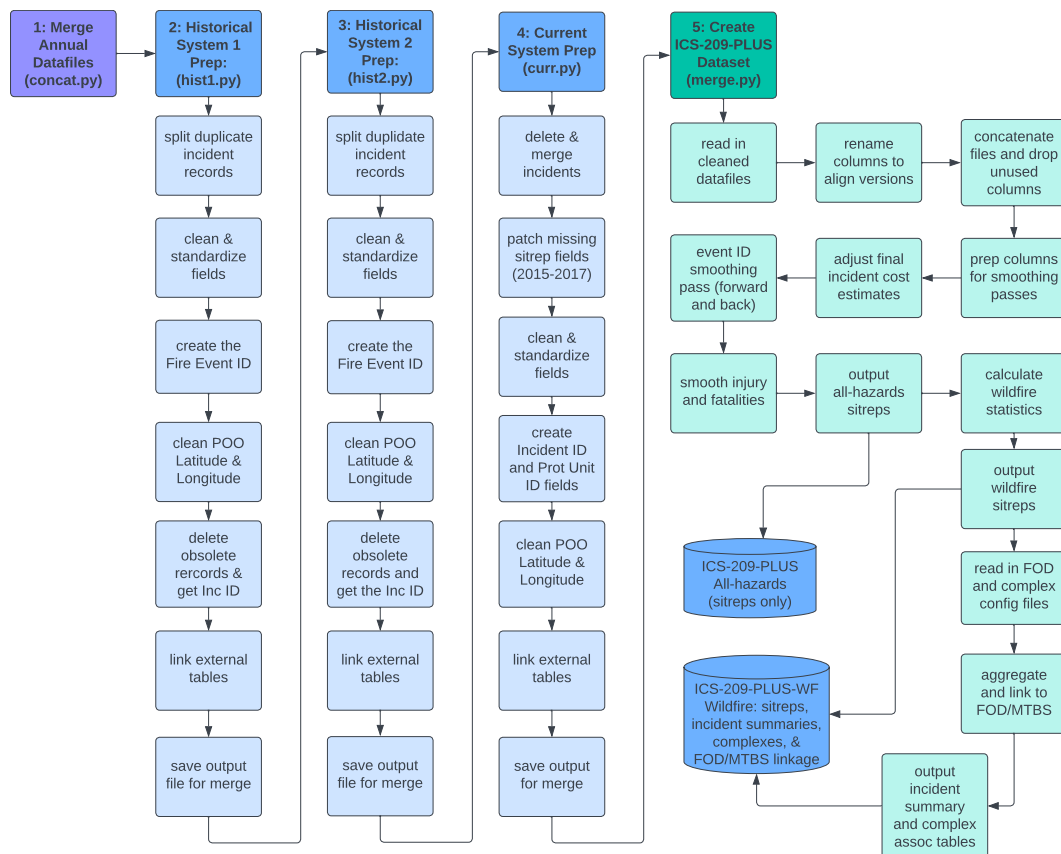 1: Merge
Annual
Datafiles
(concat.py)
2: Historical
System 1
Prep:
(hist1.py)
split duplicate
incident
records
clean &
standardize
fields
create the
Fire Event ID
clean POO
Latitude &
Longitude
delete
obsolete
rercords &
get Inc ID
link external
tables
save output
file for merge
3: Historical
System 2
Prep:
(hist2.py)
split duplidate
incident
records
clean &
standardize
fields
create the
Fire Event ID
clean POO
Latitude &
Longitude
delete
obsolete
records and
get the Inc ID
link external
tables
save output
file for merge
4: Current
System Prep
(curr.py)
delete &
merge
incidents
patch missing
sitrep fields
(2015-2017)
clean &
standardize
fields
create
Incident ID
and Prot Unit
ID fields
clean POO
Latitude &
Longitude
link external
tables
save output
for merge
5: Create
ICS-209-PLUS
Dataset
(merge.py)
read in
cleaned
datafiles
rename
columns to
align versions
concatenate
files and drop
unused
columns
prep columns
for smoothing
passes
adjust final
incident cost
estimates
event ID
smoothing
pass (forward
and back)
smooth injury
and fatalities
output
all-hazards
sitreps
calculate
wildfire
statistics
output
wildfire
sitreps
ICS-209-PLUS
All-hazards
(sitreps only)
read in FOD
and complex
config files
aggregate
and link to
FOD/MTBS
ICS-209-PLUS-WF
Wildfire: sitreps,
incident summaries,
complexes, &
FOD/MTBS linkage
output
incident
summary
and complex
assoc tables